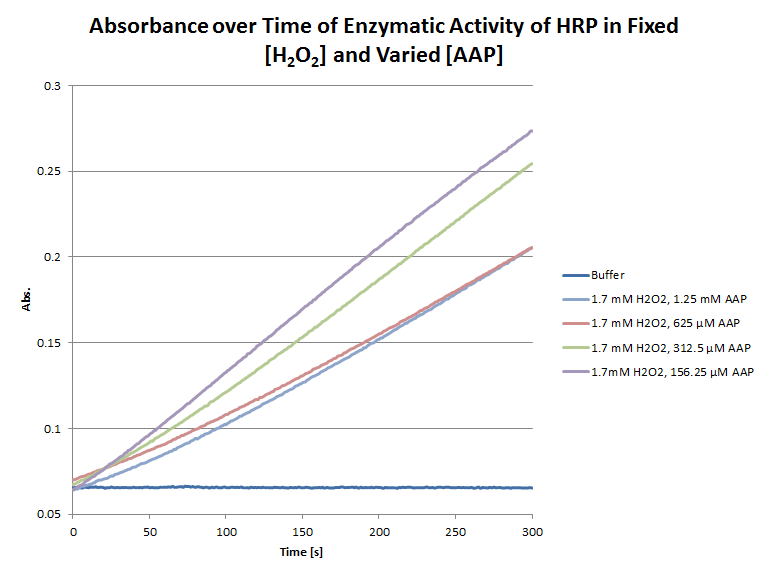 Absorbance over Time of Enzymatic Activity of HRP in Fixed
[H₂O₂] and Varied [AAP]
0.3
0.25
0.2
0.15
0.1
0.05
Abs.
0 50 100 150 200 250 300
Time [s]
Buffer
1.7 mM H2O2, 1.25 mM AAP
1.7 mM H2O2, 625 µM AAP
1.7 mM H2O2, 312.5 µM AAP
1.7mM H2O2, 156.25 µM AAP